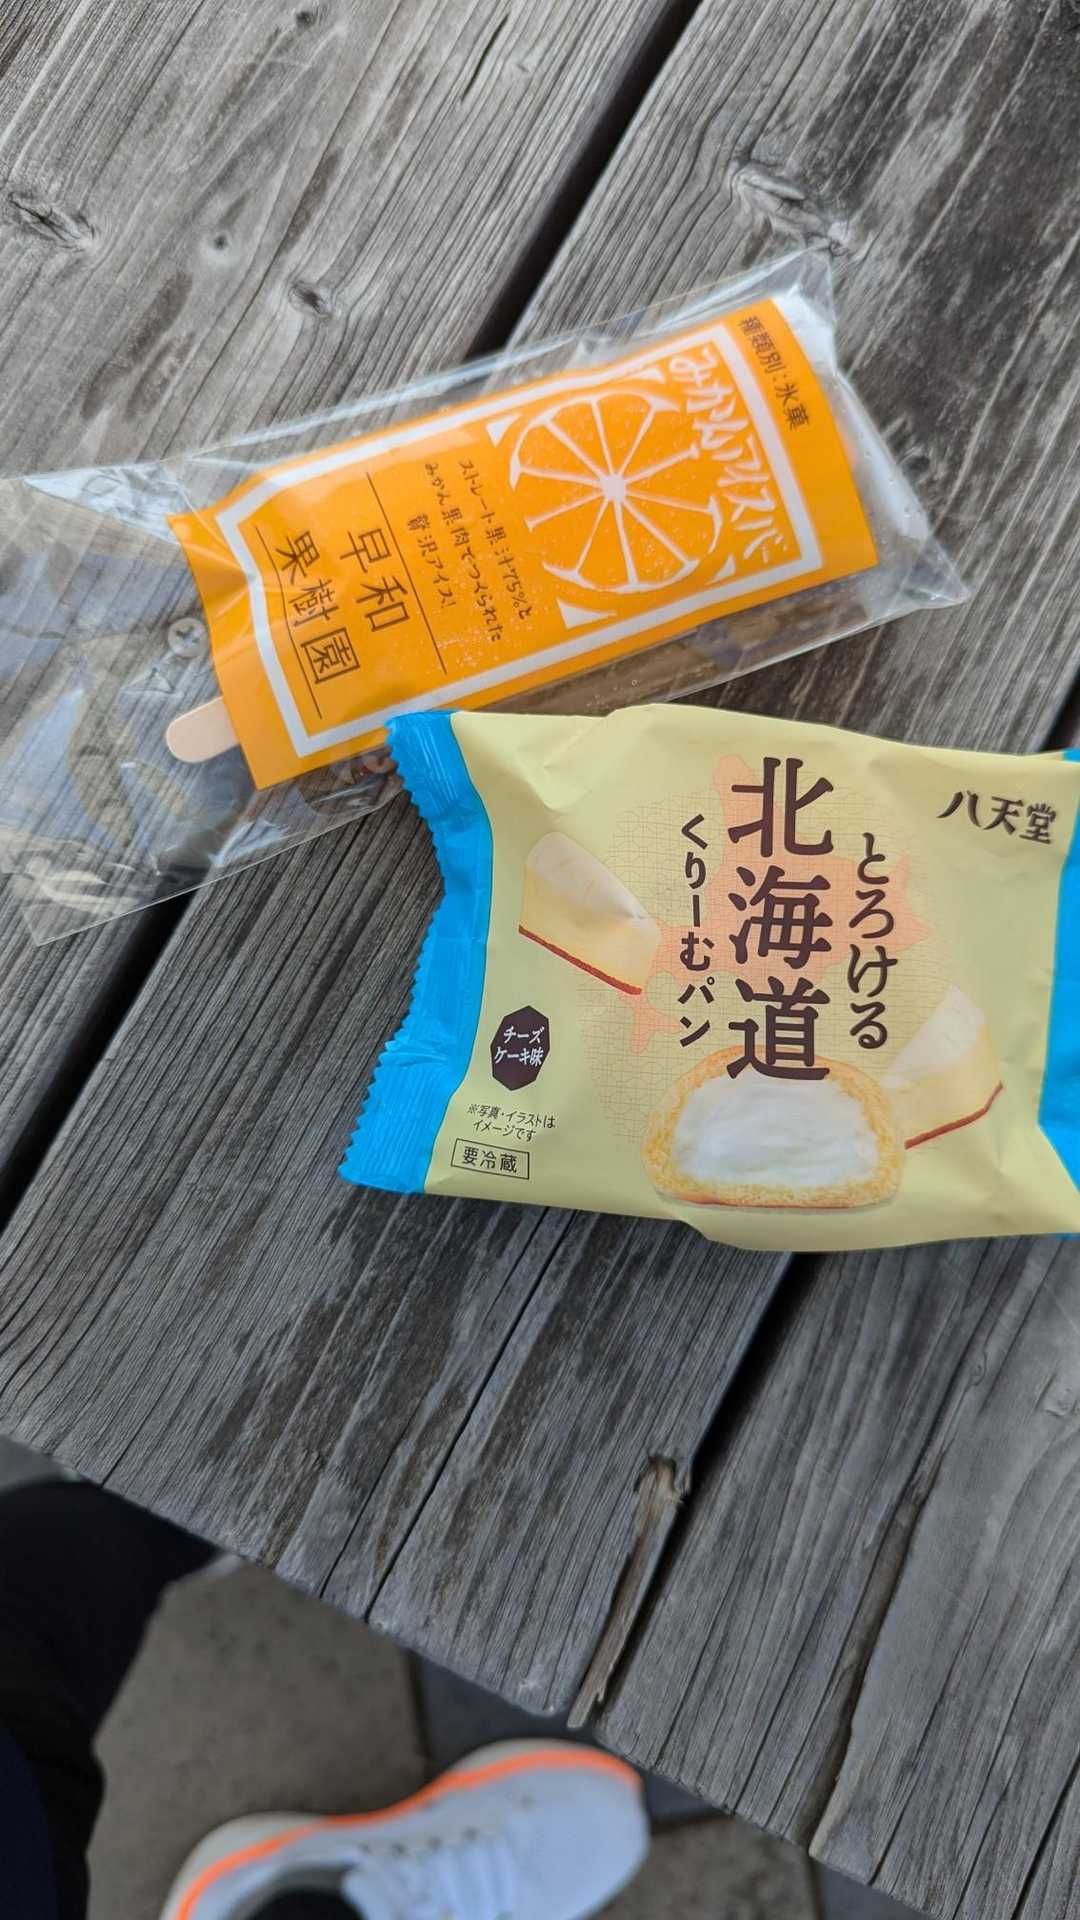 種類別:氷菓
みかんアイスバー
ストレート果汁75%と
みかん果肉でつくられた
贅沢アイス!
早和
果樹園
八天堂
とろける
北海道
くりーむパン
チーズ
ケーキ味
※写真・イラストは
イメージです
要冷蔵